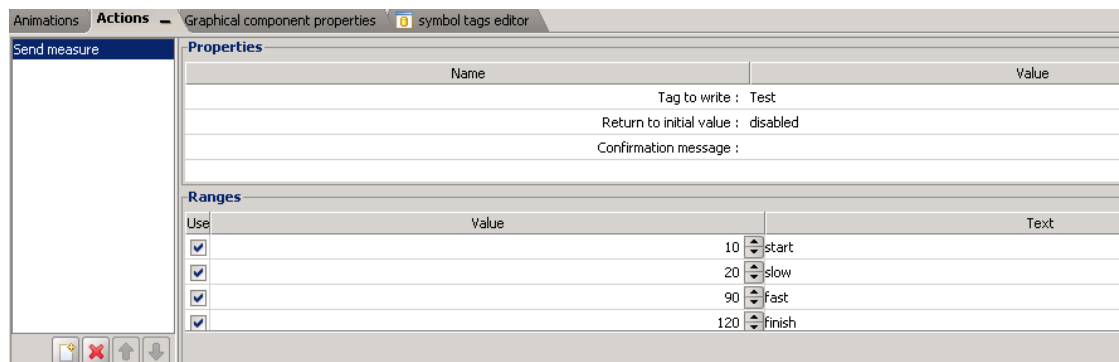 Animations Actions Graphical component properties symbol tags editor
Send measure
Properties
Name Value
Tag to write : Test
Return to initial value : disabled
Confirmation message :
Ranges
Use Value Text
10 start
20 slow
90 fast
120 finish